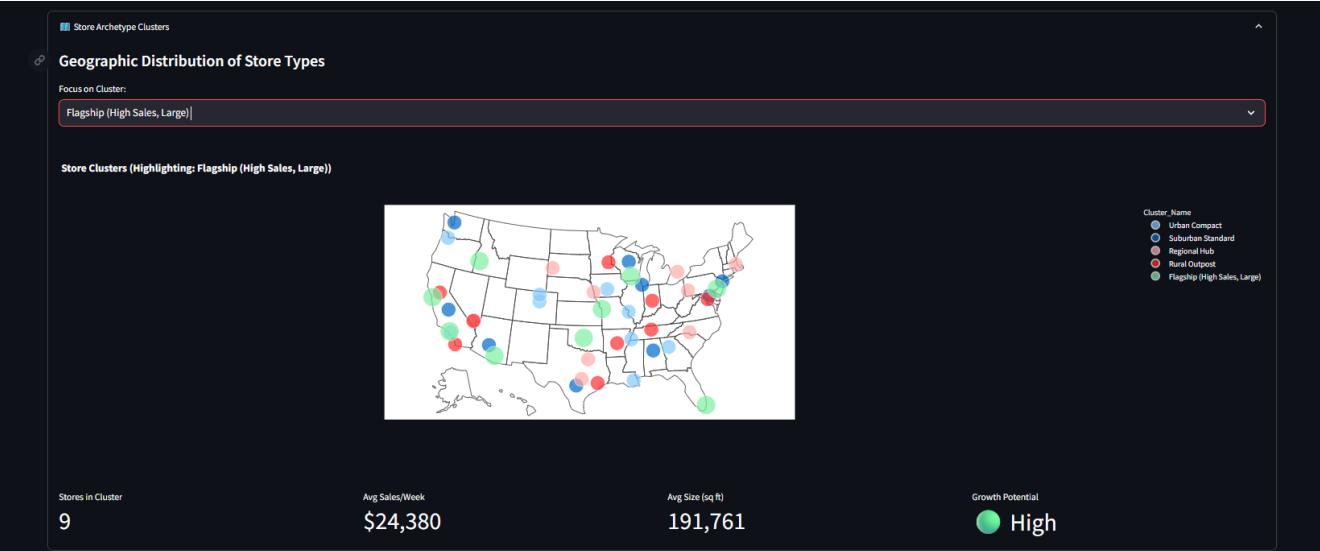 Store Archetype Clusters
Geographic Distribution of Store Types
Focus on Cluster:
Flagship (High Sales, Large)
Store Clusters (Highlighting: Flagship (High Sales, Large))
Cluster_Name
Urban Compact
Suburban Standard
Regional Hub
Rural Outpost
Flagship (High Sales, Large)
Stores in Cluster
9
Avg Sales/Week
$24,380
Avg Size (sq ft)
191,761
Growth Potential
High